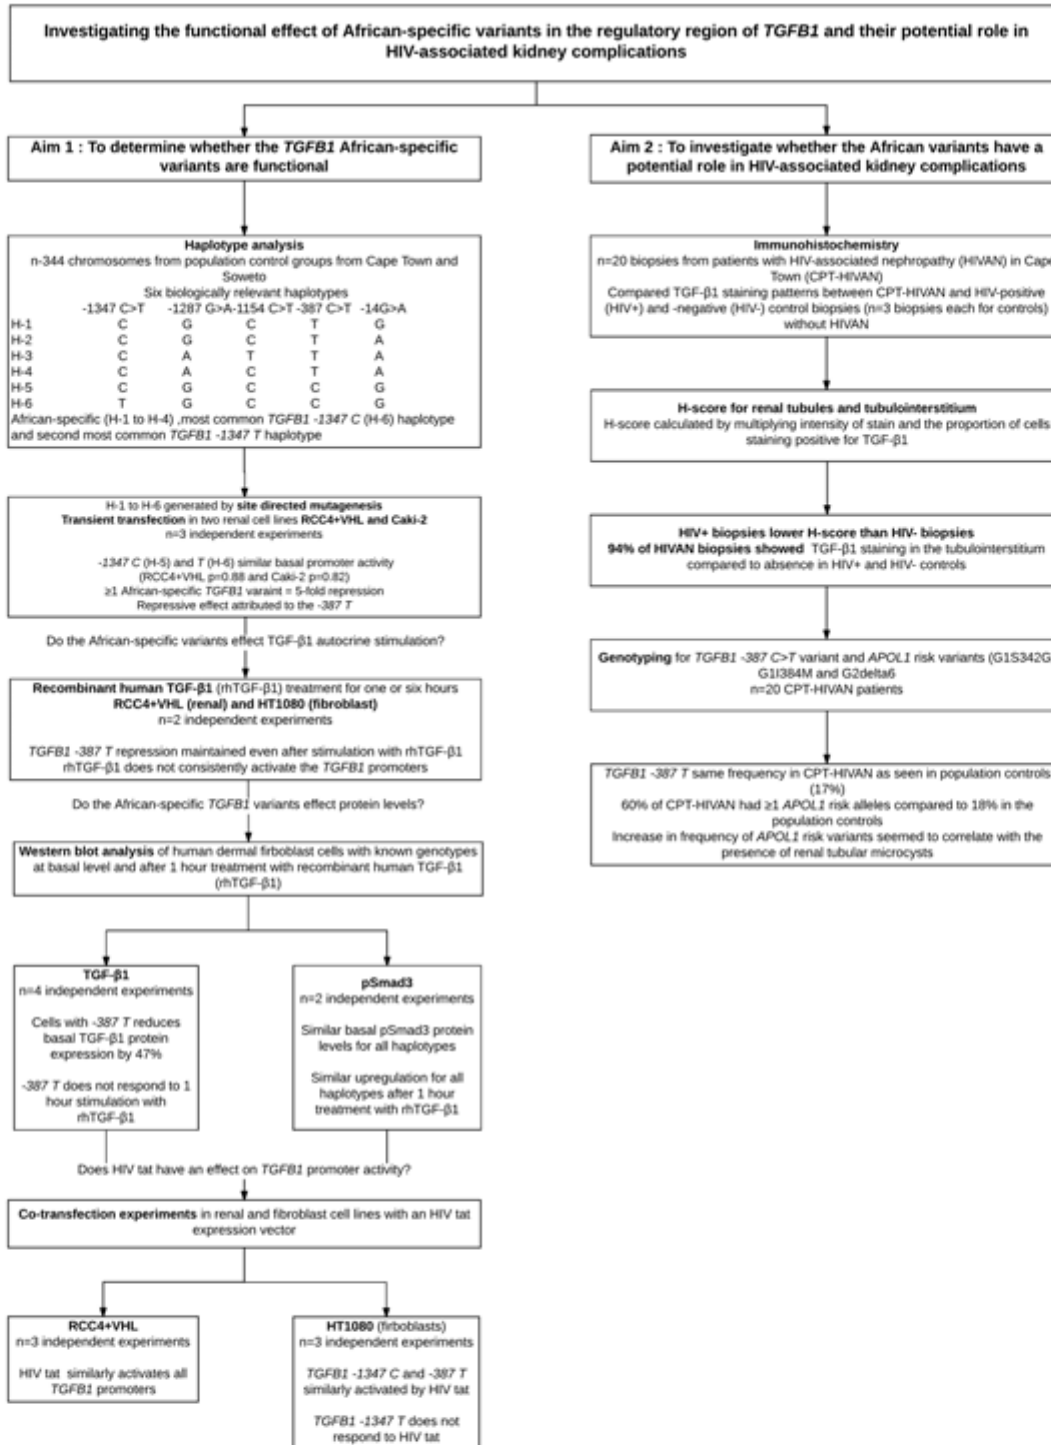 Investigating the functional effect of African-specific variants in the regulatory region of TGFB1 and their potential role in
HIV-associated kidney complications
Aim 1 : To determine whether the TGFB1 African-specific
variants are functional
Haplotype analysis
n-344 chromosomes from population control groups from Cape Town and
Soweto
Six biologically relevant haplotypes
-1347 C>T -1287 G>A-1154 C>T -387 C>T -14G>A
H-1 C G C T G
H-2 C G C T A
H-3 C A T T A
H-4 C A C T A
H-5 C G C C G
H-6 T G C C G
African-specific (H-1 to H-4) ,most common TGFB1 -1347 C (H-6) haplotype
and second most common TGFB1 -1347 T haplotype
H-1 to H-6 generated by site directed mutagenesis
Transient transfection in two renal cell lines RCC4+VHL and Caki-2
n=3 independent experiments
-1347 C (H-5) and T (H-6) similar basal promoter activity
(RCC4+VHL p=0.88 and Caki-2 p=0.82)
≥1 African-specific TGFB1 varaint = 5-fold repression
Repressive effect attributed to the -387 T
Do the African-specific variants effect TGF-β1 autocrine stimulation?
Recombinant human TGF-β1 (rhTGF-β1) treatment for one or six hours
RCC4+VHL (renal) and HT1080 (fibroblast)
n=2 independent experiments
TGFB1 -387 T repression maintained even after stimulation with rhTGF-β1
rhTGF-β1 does not consistently activate the TGFB1 promoters
Do the African-specific TGFB1 variants effect protein levels?
Western blot analysis of human dermal firboblast cells with known genotypes
at basal level and after 1 hour treatment with recombinant human TGF-β1
(rhTGF-β1)
TGF-β1
n=4 independent experiments
Cells with -387 T reduces
basal TGF-β1 protein
expression by 47%
-387 T does not respond to 1
hour stimulation with
rhTGF-β1
pSmad3
n=2 independent experiments
Similar basal pSmad3 protein
levels for all haplotypes
Similar upregulation for all
haplotypes after 1 hour
treatment with rhTGF-β1
Does HIV tat have an effect on TGFB1 promoter activity?
Co-transfection experiments in renal and fibroblast cell lines with an HIV tat
expression vector
RCC4+VHL
n=3 independent experiments
HIV tat similarly activates all
TGFB1 promoters
HT1080 (firboblasts)
n=3 independent experiments
TGFB1 -1347 C and -387 T
similarly activated by HIV tat
TGFB1 -1347 T does not
respond to HIV tat
Aim 2 : To investigate whether the African variants have a
potential role in HIV-associated kidney complications
Immunohistochemistry
n=20 biopsies from patients with HIV-associated nephropathy (HIVAN) in Cape
Town (CPT-HIVAN)
Compared TGF-β1 staining patterns between CPT-HIVAN and HIV-positive
(HIV+) and -negative (HIV-) control biopsies (n=3 biopsies each for controls)
without HIVAN
H-score for renal tubules and tubulointerstitium
H-score calculated by multiplying intensity of stain and the proportion of cells
staining positive for TGF-β1
HIV+ biopsies lower H-score than HIV- biopsies
94% of HIVAN biopsies showed TGF-β1 staining in the tubulointerstitium
compared to absence in HIV+ and HIV- controls
Genotyping for TGFB1 -387 C>T variant and APOL1 risk variants (G1S342G
G1I384M and G2delta6
n=20 CPT-HIVAN patients
TGFB1 -387 T same frequency in CPT-HIVAN as seen in population controls
(17%)
60% of CPT-HIVAN had ≥1 APOL1 risk alleles compared to 18% in the
population controls
Increase in frequency of APOL1 risk variants seemed to correlate with the
presence of renal tubular microcysts